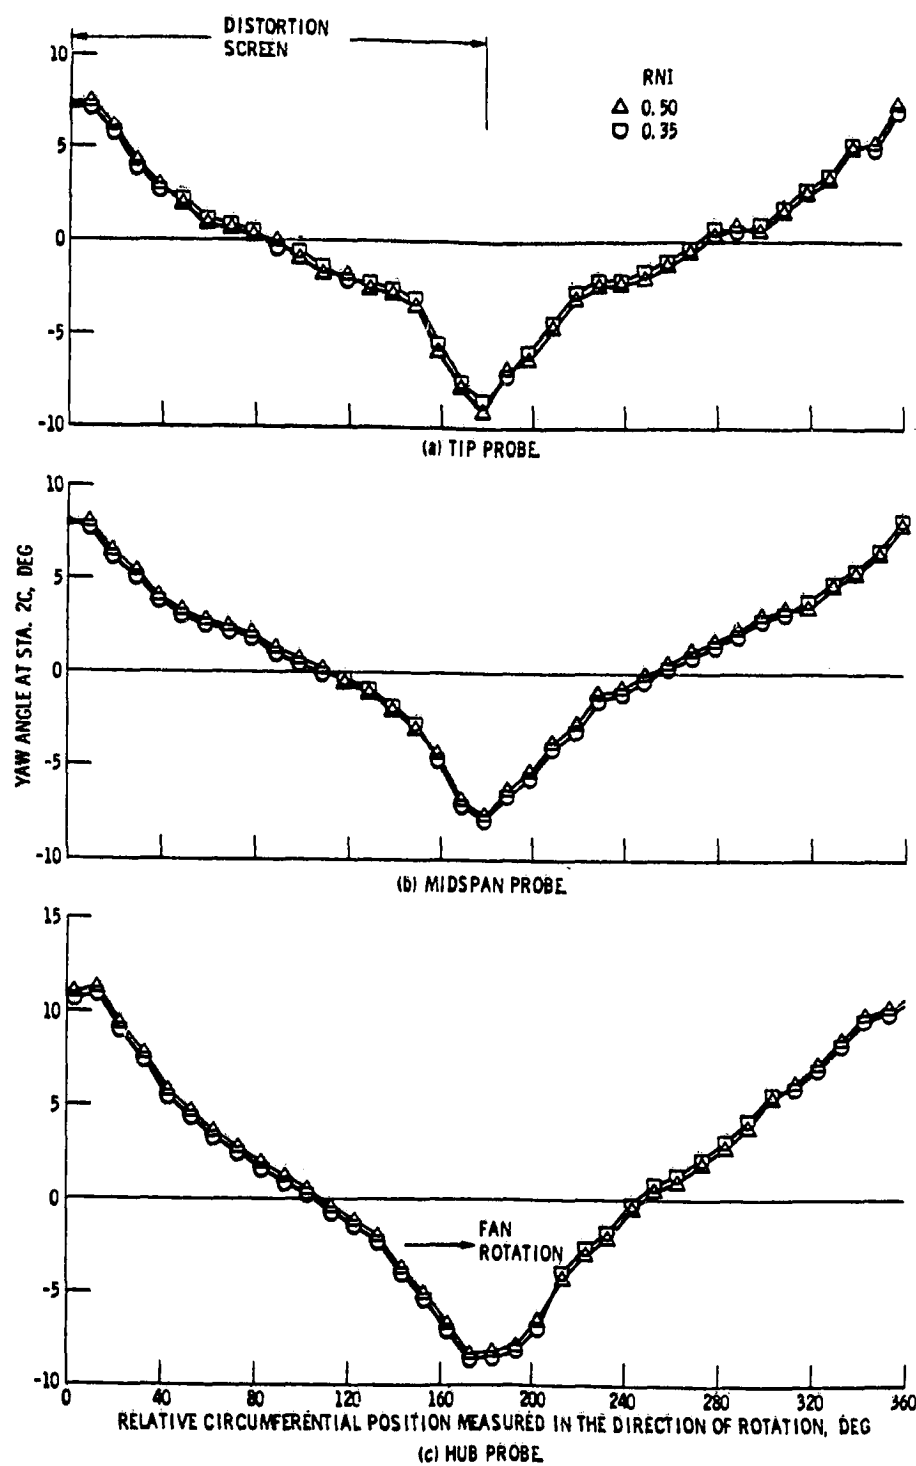 DISTORTION
SCREEN
10
5
0
-5
-10
RNI
0.50
0.35
(a) TIP PROBE.
YAW ANGLE AT STA. 2C, DEG
10
5
0
-5
-10
(b) MIDSPAN PROBE.
15
10
5
0
-5
-10
FAN
ROTATION
0 40 80 120 160 200 240 280 320 360
RELATIVE CIRCUMFERENTIAL POSITION MEASURED IN THE DIRECTION OF ROTATION, DEG
(c) HUB PROBE.